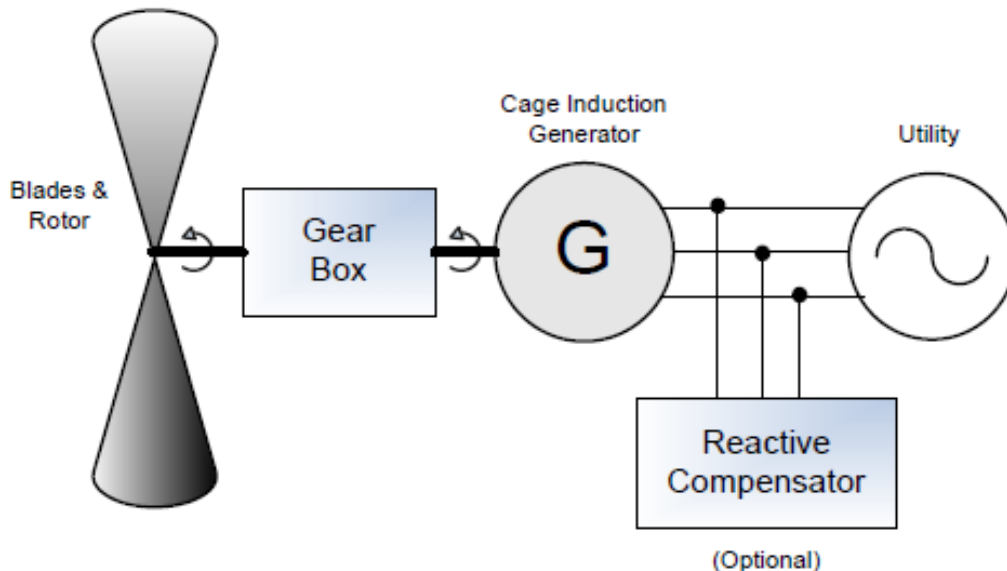 Cage Induction
Generator
Utility
Blades &
Rotor
Gear
Box
G
Reactive
Compensator
(Optional)